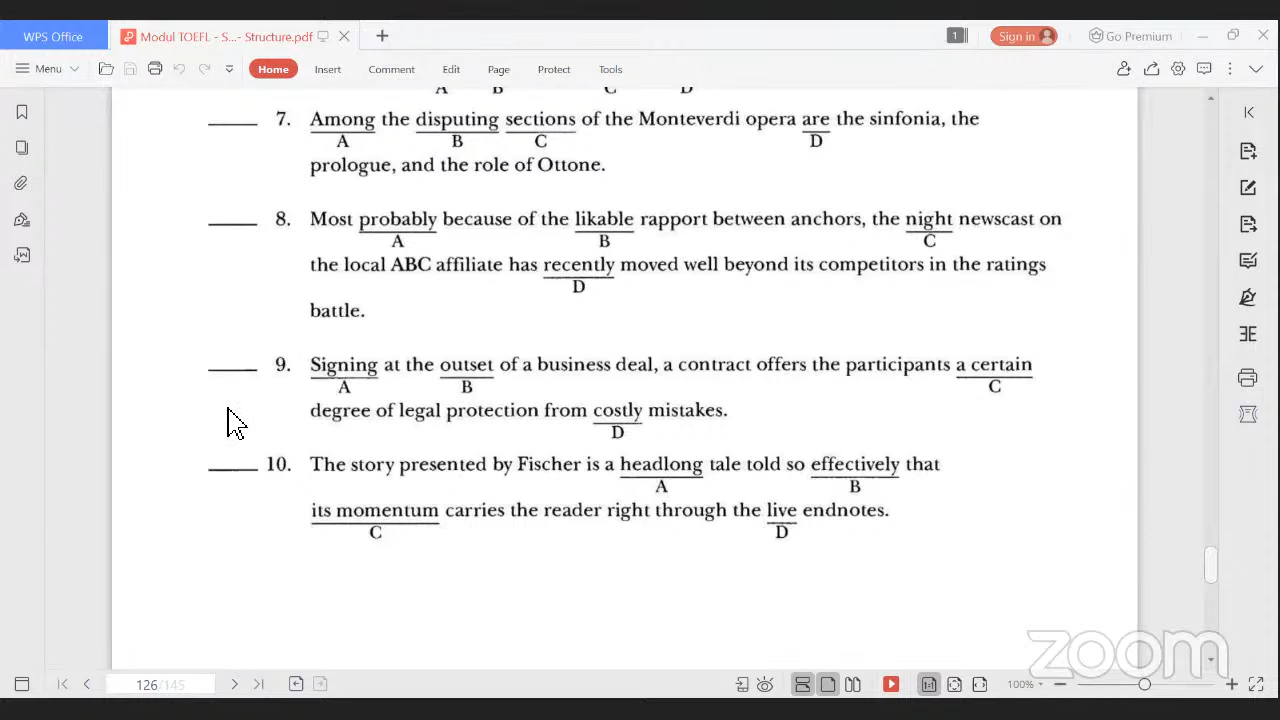 WPS Office
Modul TOEFL - S...- Structure.pdf
1
Sign in
Go Premium
Menu
Home
Insert
Comment
Edit
Page
Protect
Tools
A B C D
7. Among the disputing sections of the Monteverdi opera are the sinfonia, the
A B C D
prologue, and the role of Ottone.
8. Most probably because of the likable rapport between anchors, the night newscast on
A B C
the local ABC affiliate has recently moved well beyond its competitors in the ratings
D
battle.
9. Signing at the outset of a business deal, a contract offers the participants a certain
A B C
degree of legal protection from costly mistakes.
D
10. The story presented by Fischer is a headlong tale told so effectively that
A B
its momentum carries the reader right through the live endnotes.
C D
zoom
126/145
100%